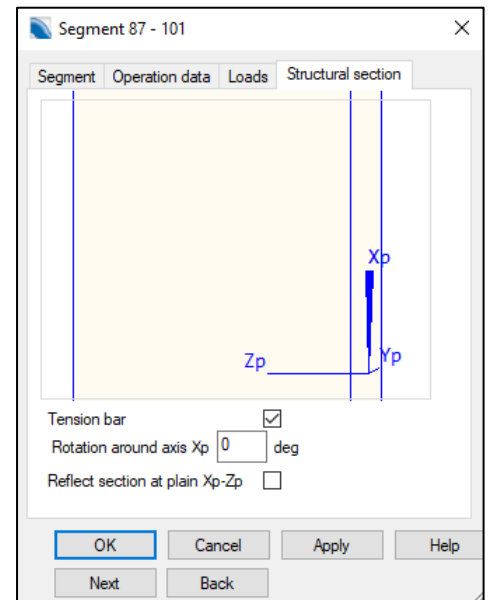 Segment 87 - 101
Segment Operation data Loads Structural section
Xp
Zp Yp
Tension bar
Rotation around axis Xp 0 deg
Reflect section at plain Xp-Zp
OK Cancel Apply Help
Next Back